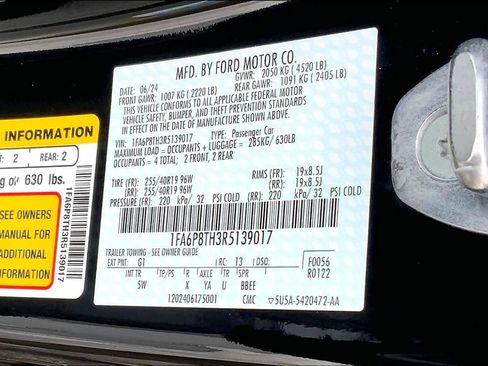 MFD. BY FORD MOTOR CO.
DATE: 06/24 GVWR: 2050 KG ( 4520 LB)
FRONT GAWR: 1007 KG ( 2220 LB) REAR GAWR: 1091 KG ( 2405 LB)
THIS VEHICLE CONFORMS TO ALL APPLICABLE FEDERAL MOTOR
VEHICLE SAFETY, BUMPER, AND THEFT PREVENTION STANDARDS
IN EFFECT ON THE DATE OF MANUFACTURE SHOWN ABOVE.
VIN: 1FA6P8TH3R5139017 TYPE: Passenger Car
MAXIMUM LOAD = OCCUPANTS + LUGGAGE = 285KG/ 630LB
OCCUPANTS = 4 TOTAL; 2 FRONT, 2 REAR
TIRE (FR): 255/40R19 96W RIMS (FR): 19x8.5J
TIRE (RR): 255/40R19 96W RIMS (RR): 19x8.5J
220 kPa/ 32 PSI COLD 220 kPa/ 32 PSI COLD
1FA6P8TH3R5139017
TRAILER TOWING - SEE OWNER GUIDE
EXT PNT: G1 RC: 13 DSO: F0056
R0122
INT TR TP/PS R AXLE TR SPR
5W X YU U BBEE
1202406175001 CMC 5U5A-5420472-AA
INFORMATION
2 REAR: 2
g or 630 lbs.
SEE OWNERS
MANUAL FOR
ADDITIONAL
INFORMATION
1FA6P8TH3R5139017